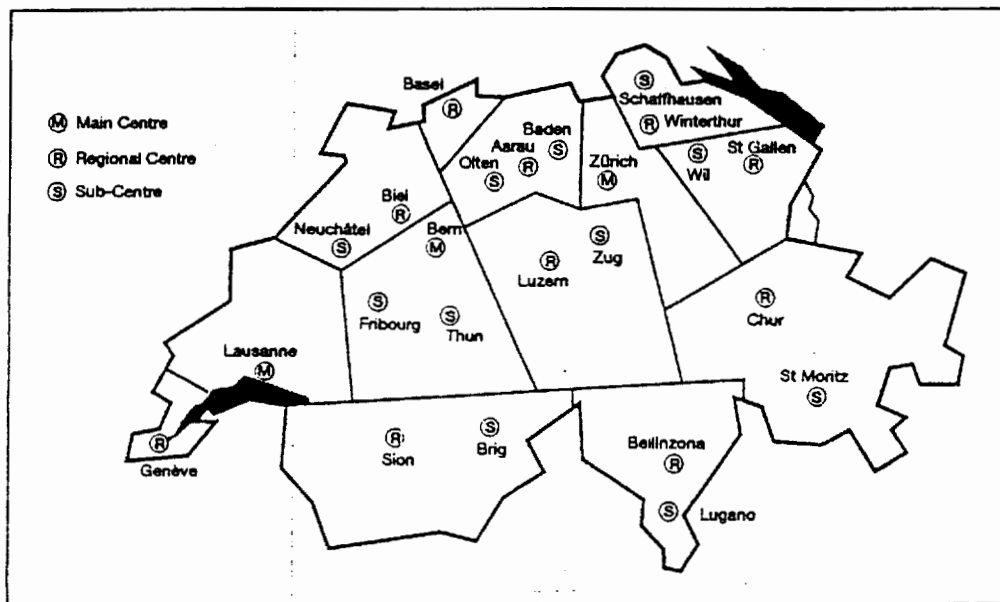 Basel
Ⓡ
Ⓢ
Schaffhausen
Ⓜ Main Centre
Ⓡ Winterthur
Baden
Ⓡ Regional Centre
Aarau
Ⓢ
Olten
Ⓡ
Zürich
Ⓢ
Wil
St Gallen
Ⓡ
Ⓢ Sub-Centre
Ⓢ
Ⓜ
Biel
Ⓡ
Neuchâtel
Ⓢ
Bern
Ⓜ
Ⓢ
Zug
Ⓡ
Luzern
Ⓡ
Chur
Ⓢ
Fribourg
Ⓢ
Thun
Lausanne
Ⓜ
St Moritz
Ⓢ
Ⓡ
Sion
Ⓢ
Brig
Bellinzona
Ⓡ
Ⓡ
Genève
Ⓢ
Lugano